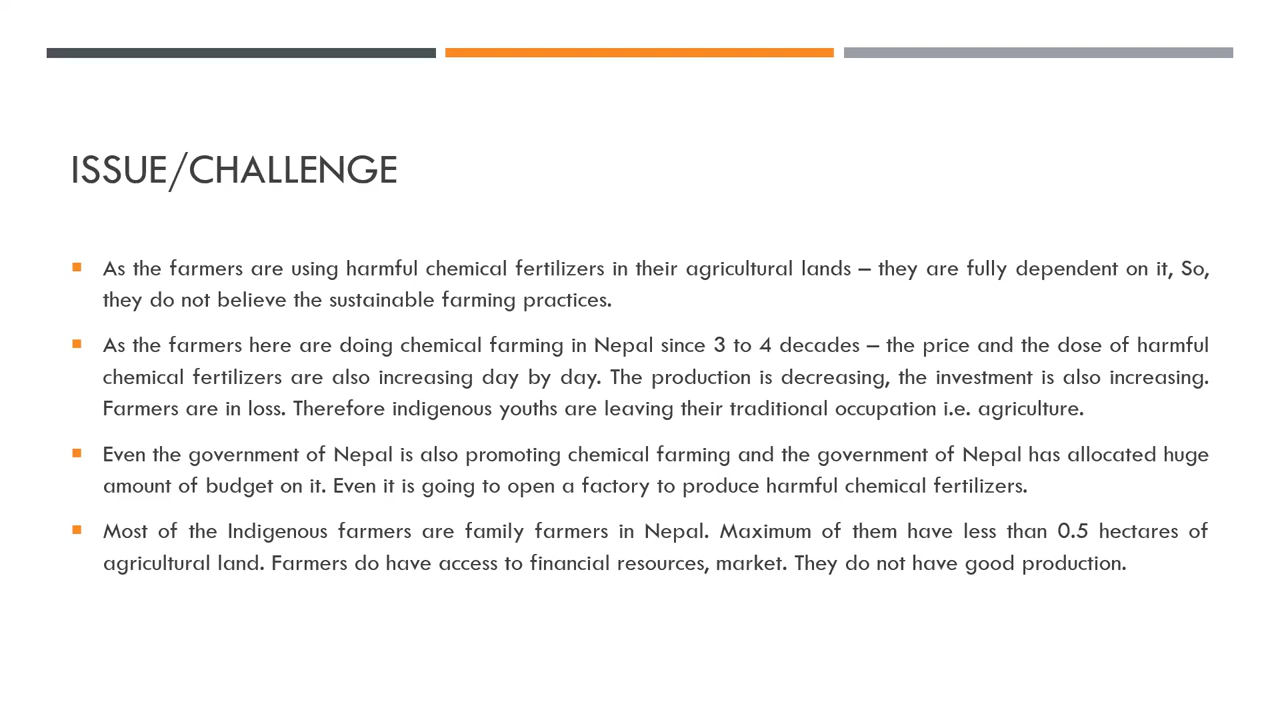 ISSUE/CHALLENGE
As the farmers are using harmful chemical fertilizers in their agricultural lands – they are fully dependent on it, So,
they do not believe the sustainable farming practices.
As the farmers here are doing chemical farming in Nepal since 3 to 4 decades – the price and the dose of harmful
chemical fertilizers are also increasing day by day. The production is decreasing, the investment is also increasing.
Farmers are in loss. Therefore indigenous youths are leaving their traditional occupation i.e. agriculture.
Even the government of Nepal is also promoting chemical farming and the government of Nepal has allocated huge
amount of budget on it. Even it is going to open a factory to produce harmful chemical fertilizers.
Most of the Indigenous farmers are family farmers in Nepal. Maximum of them have less than 0.5 hectares of
agricultural land. Farmers do have access to financial resources, market. They do not have good production.